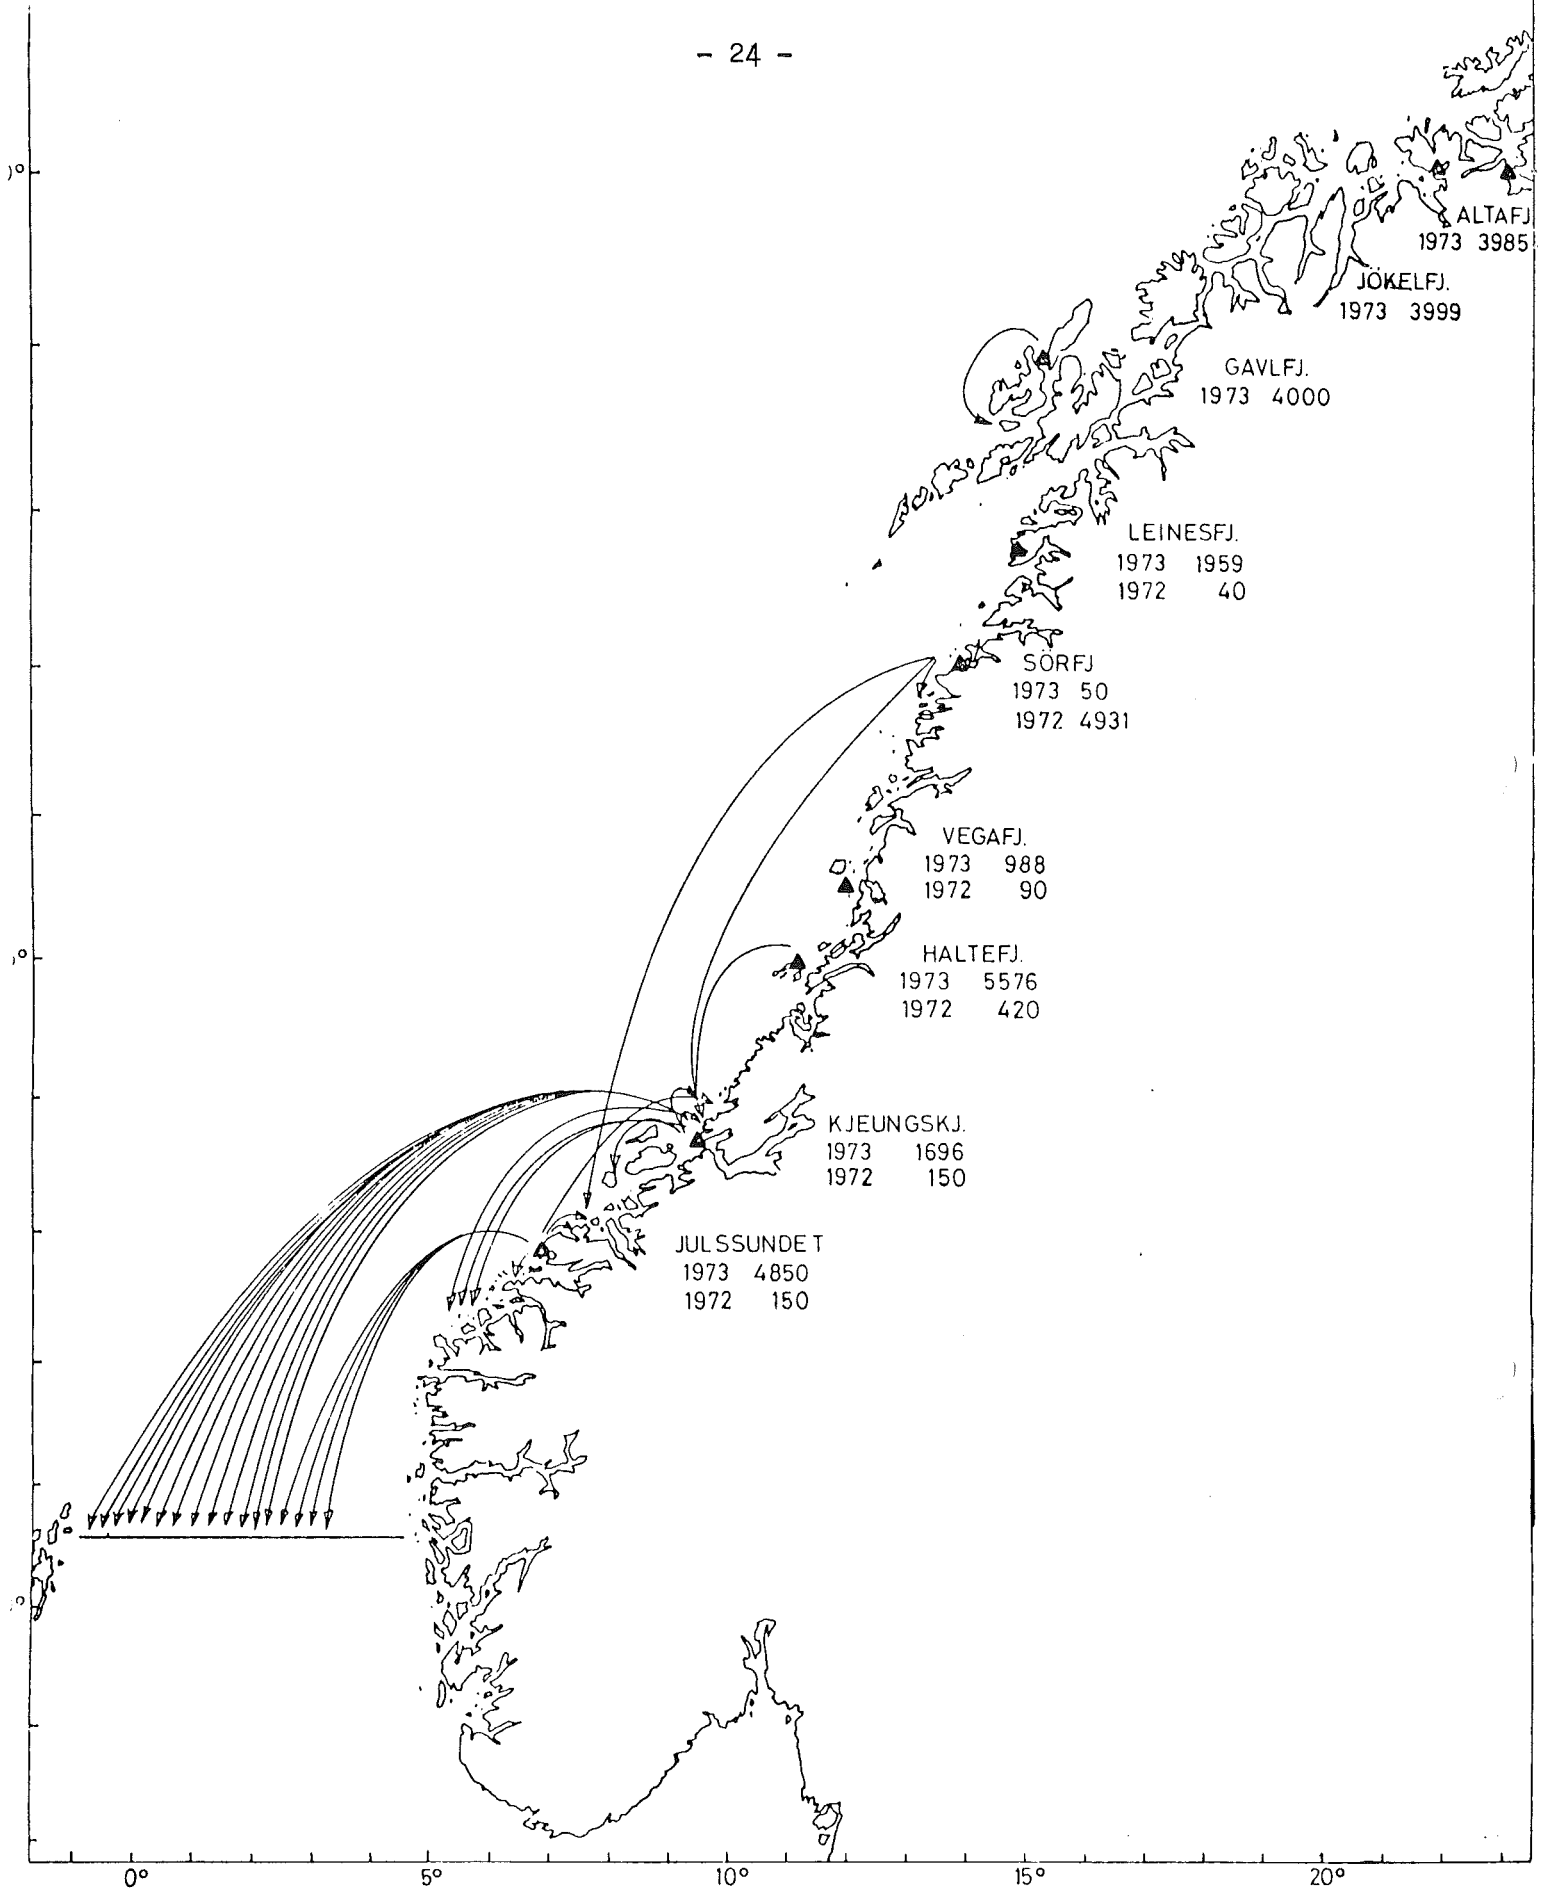 - 24 -
ALTAFJ
1973 3985
JÖKELFJ.
1973 3999
GAVLFJ.
1973 4000
LEINESFJ.
1973 1959
1972 40
SÖRFJ
1973 50
1972 4931
VEGAFJ.
1973 988
1972 90
HALTEFJ.
1973 5576
1972 420
KJEUNGSKJ.
1973 1696
1972 150
JULSSUNDET
1973 4850
1972 150
0° 5° 10° 15° 20°